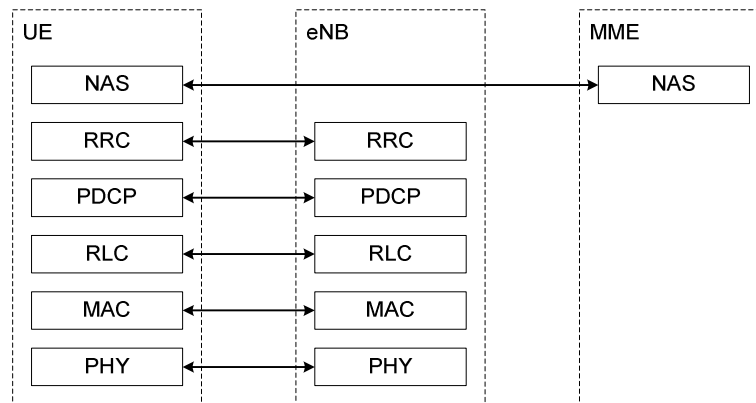 UE eNB MME
NAS NAS
RRC RRC
PDCP PDCP
RLC RLC
MAC MAC
PHY PHY